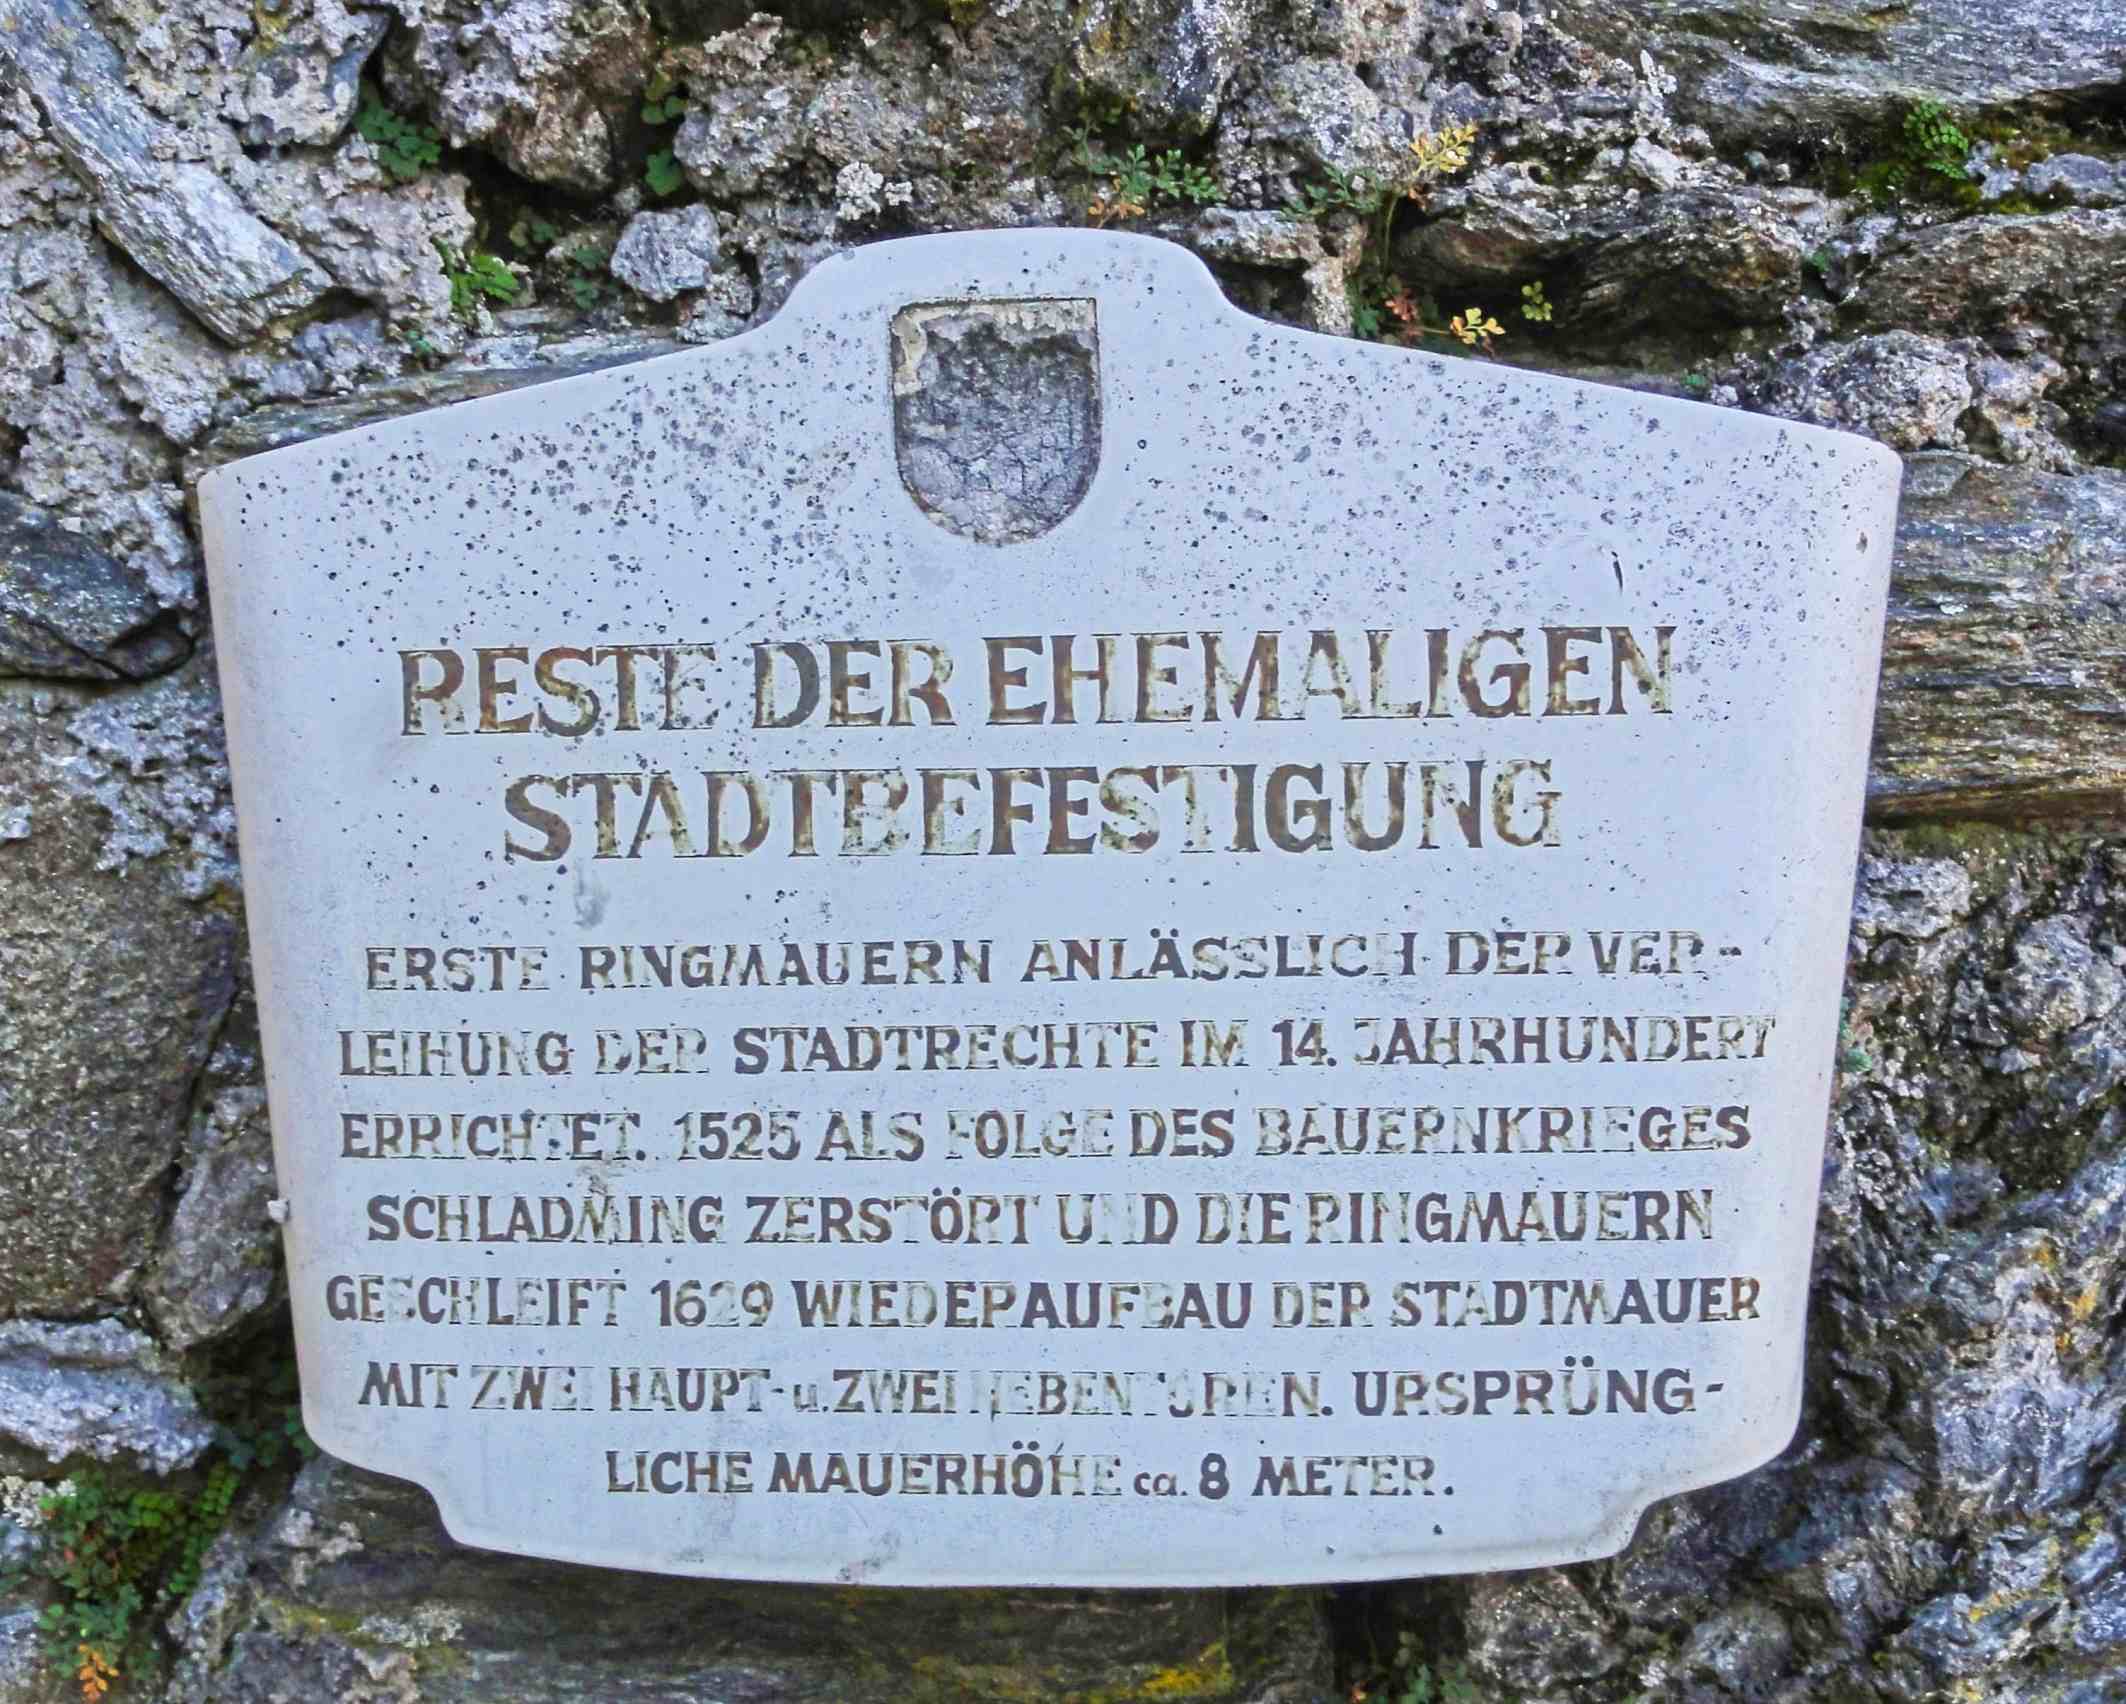 RESTE DER EHEMALIGEN
STADTBEFESTIGUNG
ERSTE RINGMAUERN ANLÄSSLICH DER VER-
LEIHUNG DER STADTRECHTE IM 14. JAHRHUNDERT
ERRICHTET. 1525 ALS FOLGE DES BAUERNKRIEGES
SCHLADMING ZERSTÖRT UND DIE RINGMAUERN
GESCHLEIFT 1629 WIEDERAUFBAU DER STADTMAUER
MIT ZWEI HAUPT- u. ZWEI NEBENTOREN. URSPRÜNG-
LICHE MAUERHÖHE ca. 8 METER.